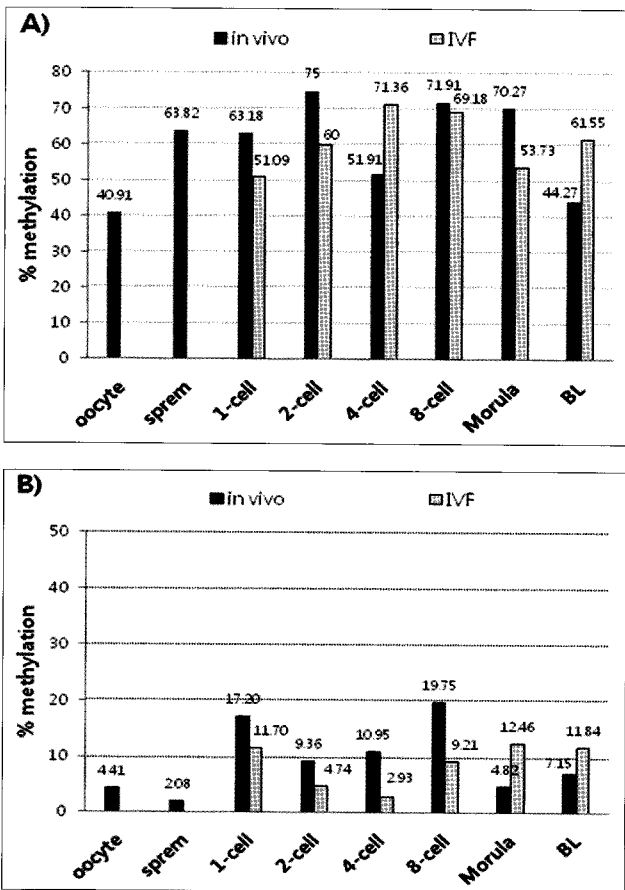 A)
in vivo IVF
% methylation
80
70
60
50
40
30
20
10
0
40.91 63.82 63.18 51.09 75 60 51.91 71.36 71.91 69.18 70.27 53.73 44.27 61.55
oocyte sprem 1-cell 2-cell 4-cell 8-cell Morula BL
B)
in vivo IVF
% methylation
50
40
30
20
10
0
4.41 2.08 17.20 11.70 9.36 4.74 10.95 2.93 19.75 9.21 4.82 12.46 7.15 11.84
oocyte sprem 1-cell 2-cell 4-cell 8-cell Morula BL